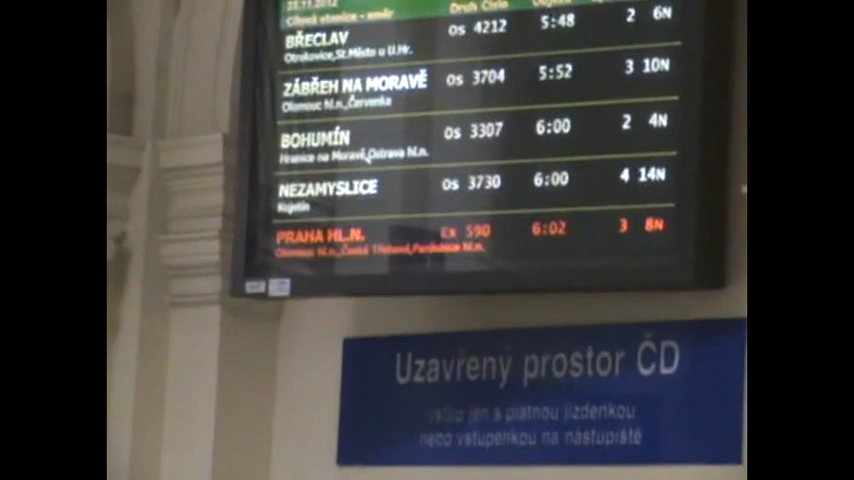 23.11.2012
Cílová stanice - směr Druh Číslo
BŘECLAV Os 4212 5:48 2 6N
Otrokovice,St.Město u U.Hr.
ZÁBŘEH NA MORAVĚ Os 3704 5:52 3 10N
Olomouc hl.n.,Červenka
BOHUMÍN Os 3307 6:00 2 4N
Hranice na Moravě,Ostrava hl.n.
NEZAMYSLICE Os 3730 6:00 4 14N
Kojetín
PRAHA HL.N. Ex 590 6:02 3 8N
Olomouc hl.n.,Česká Třebová,Pardubice hl.n.
Uzavřený prostor ČD
vstup jen s platnou jízdenkou
nebo vstupenkou na nástupiště